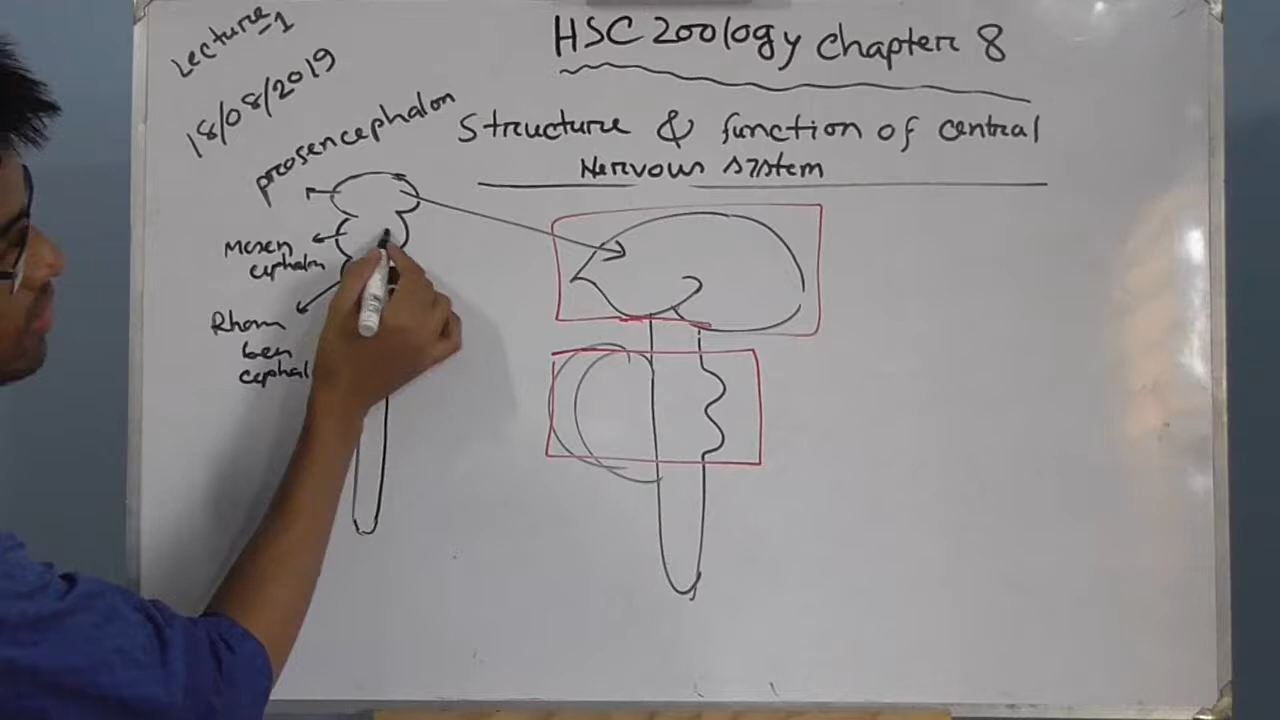 Lecture-1
18/08/2019
HSC Zoology chapter 8
Structure & function of central
Nervous system
prosencephalon
Mesen
cephalon
Rhom
ben
cephal